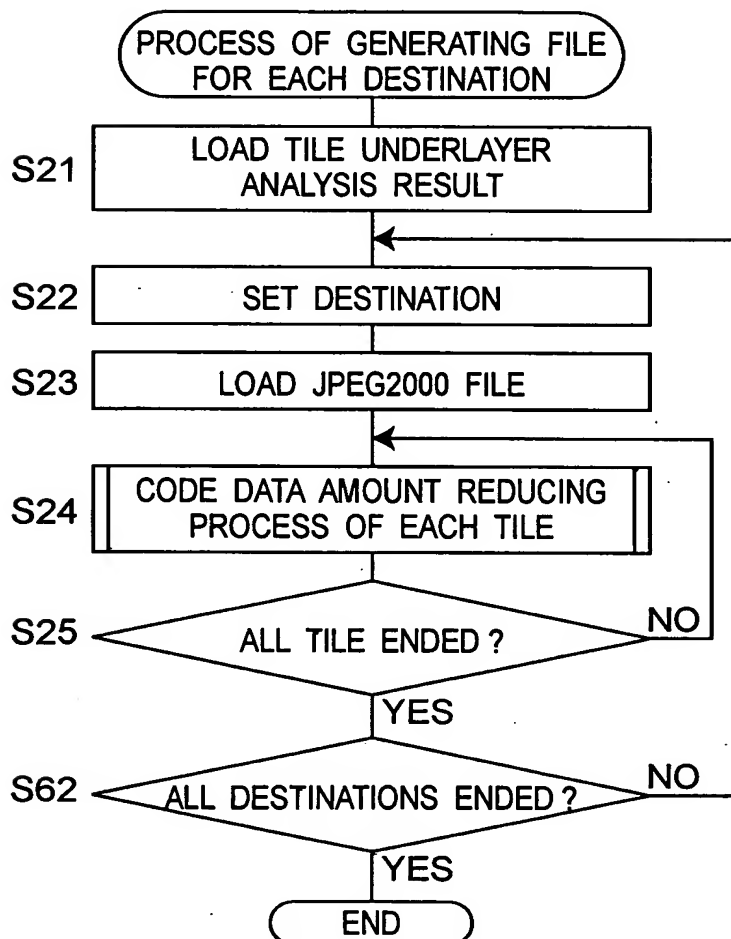 PROCESS OF GENERATING FILE
FOR EACH DESTINATION
S21
LOAD TILE UNDERLAYER
ANALYSIS RESULT
S22
SET DESTINATION
S23
LOAD JPEG2000 FILE
S24
CODE DATA AMOUNT REDUCING
PROCESS OF EACH TILE
S25
ALL TILE ENDED ?
NO
YES
S62
ALL DESTINATIONS ENDED ?
NO
YES
END